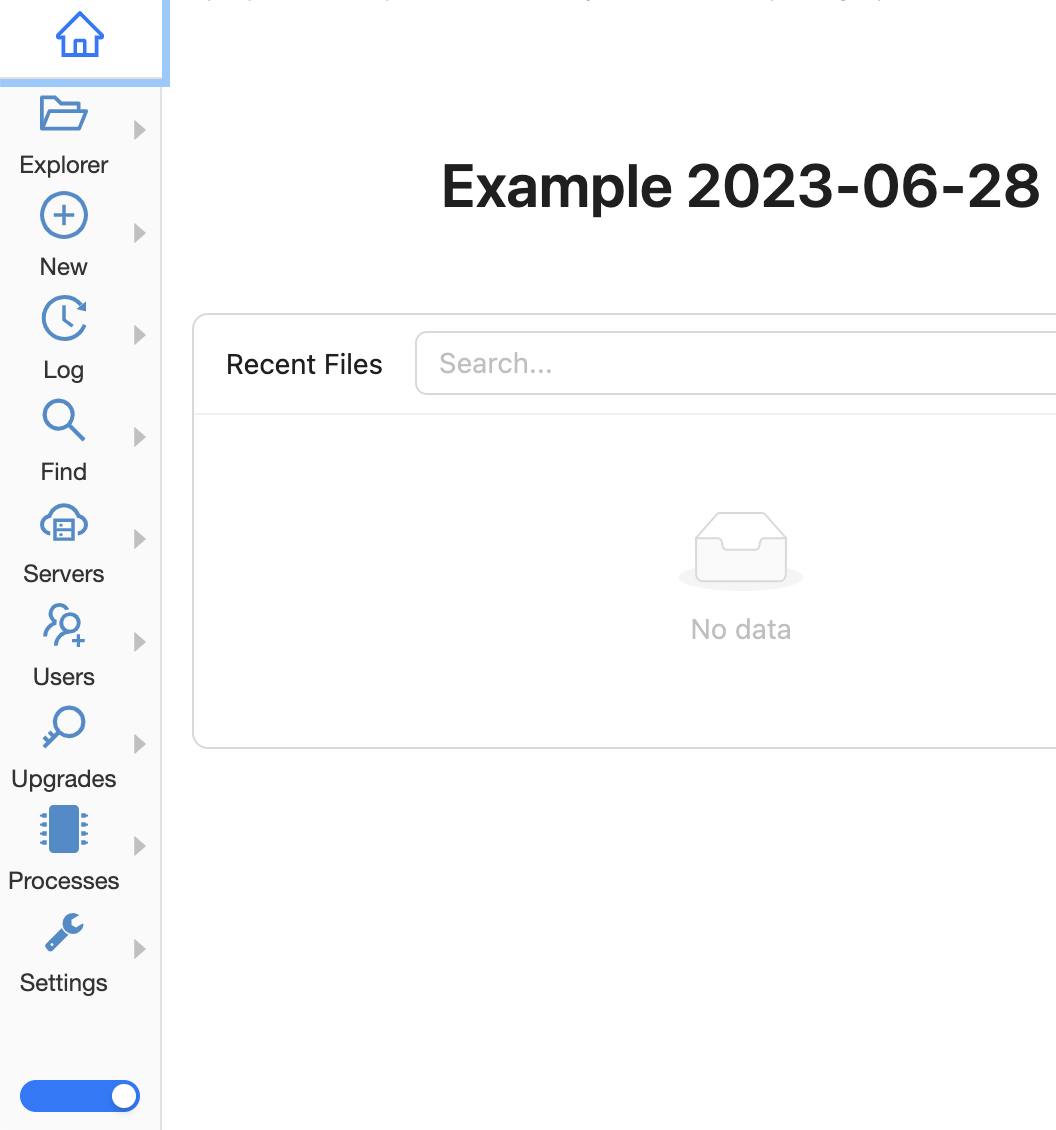 Explorer
New
Log
Find
Servers
Users
Upgrades
Processes
Settings
Example 2023-06-28
Recent Files
Search...
No data